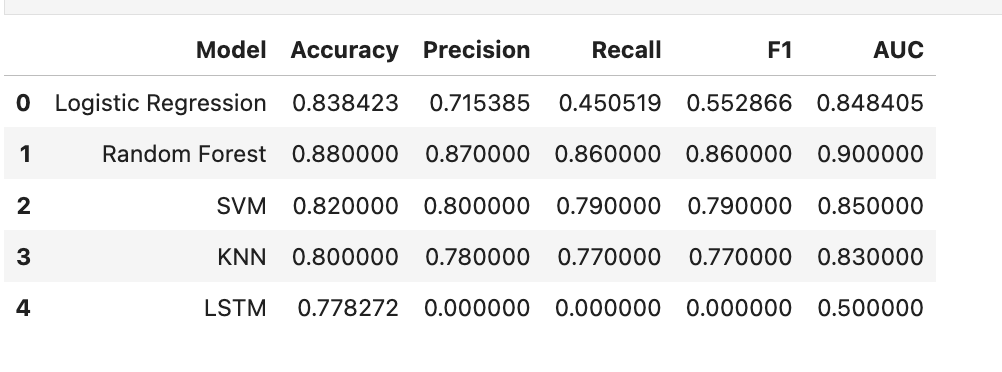 Model Accuracy Precision Recall F1 AUC
0 Logistic Regression 0.838423 0.715385 0.450519 0.552866 0.848405
1 Random Forest 0.880000 0.870000 0.860000 0.860000 0.900000
2 SVM 0.820000 0.800000 0.790000 0.790000 0.850000
3 KNN 0.800000 0.780000 0.770000 0.770000 0.830000
4 LSTM 0.778272 0.000000 0.000000 0.000000 0.500000